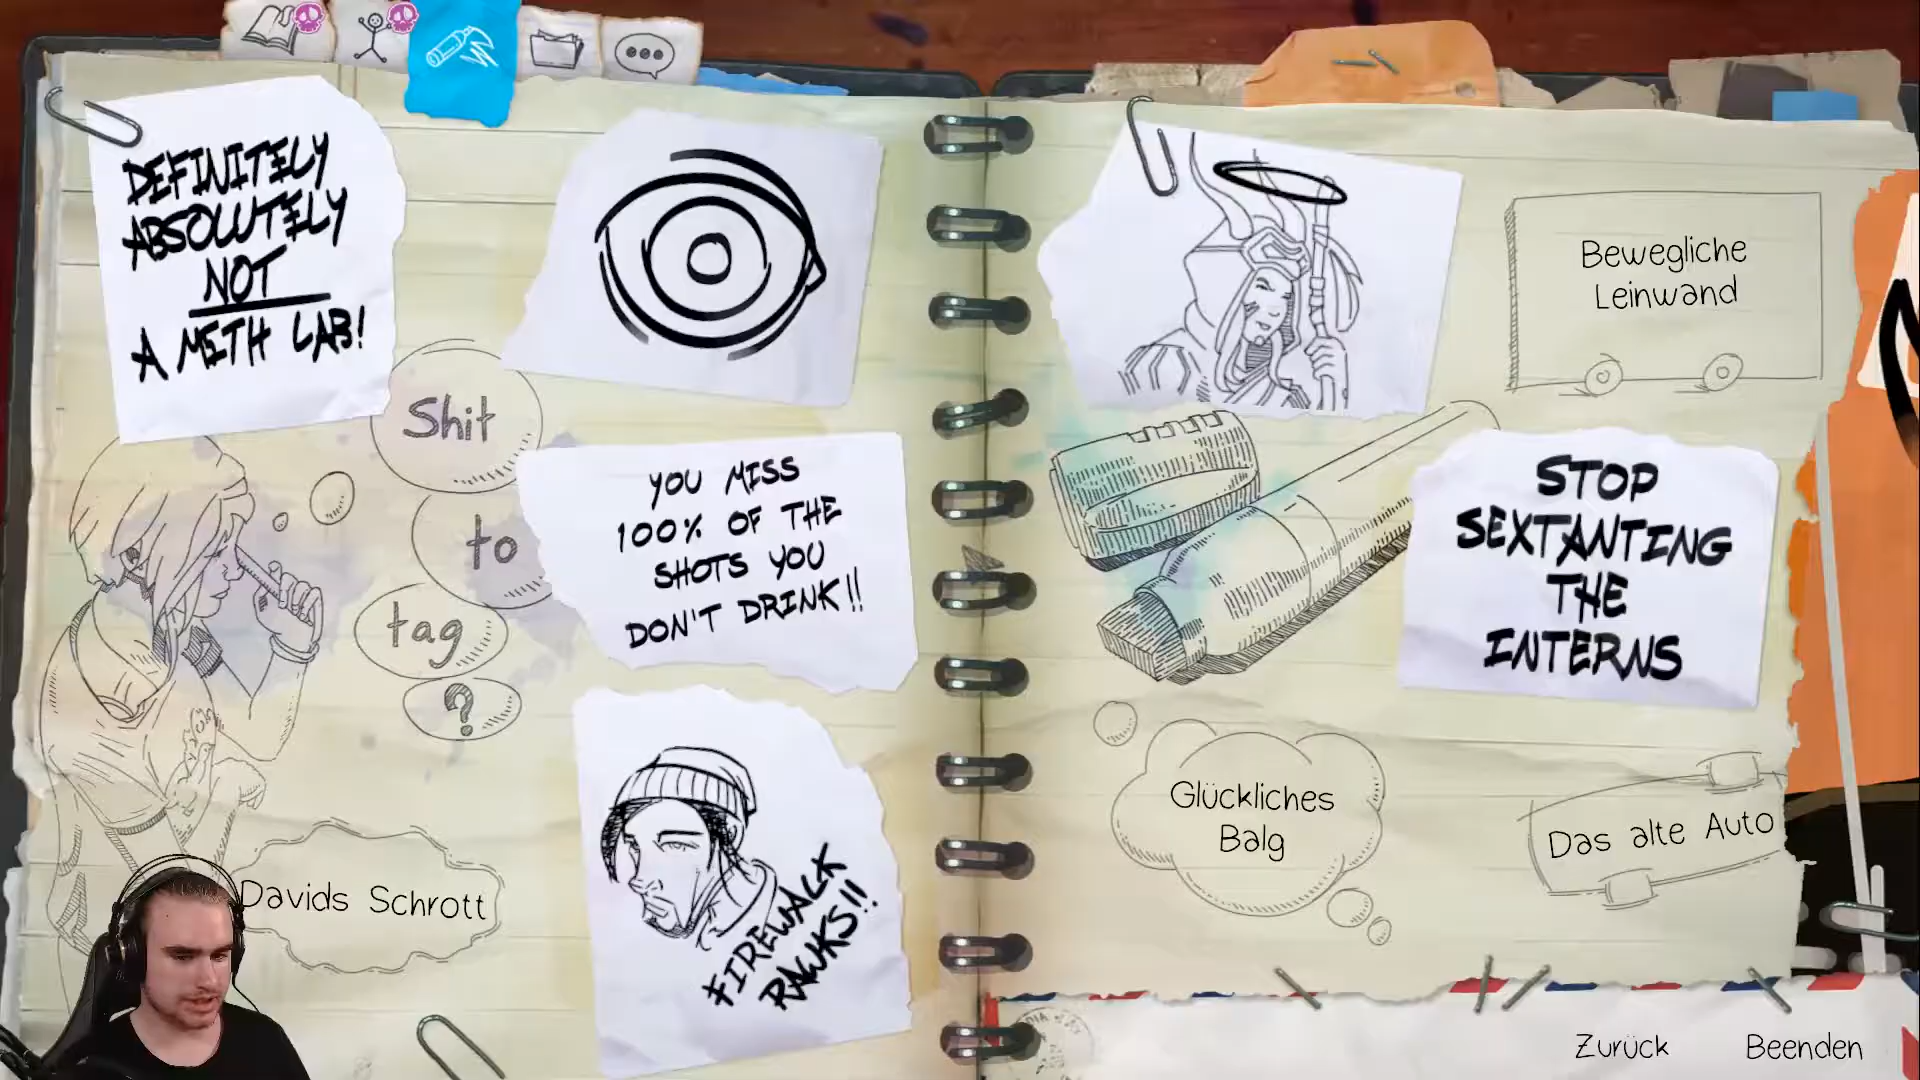 DEFINITELY
ABSOLUTELY
NOT
A METH LAB!
Shit
to
tag
?
YOU MISS
100% OF THE
SHOTS YOU
DON'T DRINK!!
Davids Schrott
FIREWALK
RAWKS!!
Bewegliche
Leinwand
STOP
SEXTANTING
THE
INTERNS
Glückliches
Balg
Das alte Auto
Zurück
Beenden